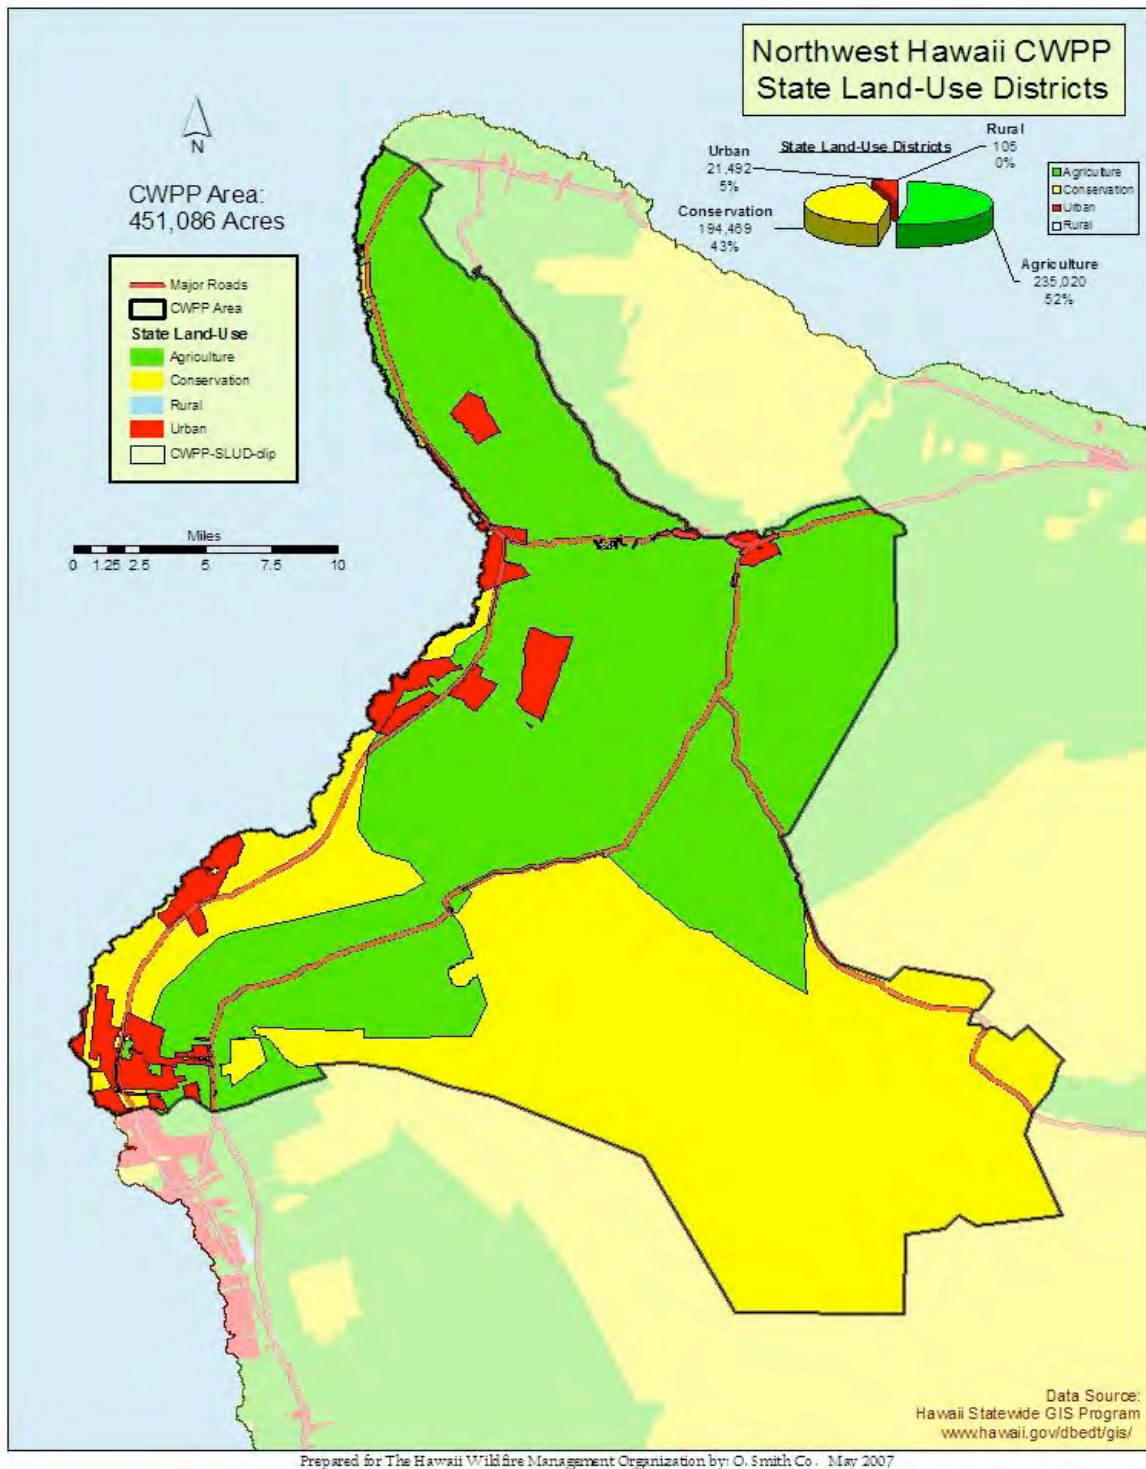 Northwest Hawaii CWPP
State Land-Use Districts
N
CWPP Area:
451,086 Acres
State Land-Use Districts
Rural
105
0%
Urban
21,492
5%
Conservation
194,469
43%
Agriculture
235,020
52%
Agriculture
Conservation
Urban
Rural
Major Roads
CWPP Area
State Land-Use
Agriculture
Conservation
Rural
Urban
CWPP-SLUD-clip
Miles
0 1.25 2.5 5 7.5 10
Data Source:
Hawaii Statewide GIS Program
www.hawaii.gov/dbedt/gis/
Prepared for The Hawaii Wildfire Management Organization by: O. Smith Co. May 2007